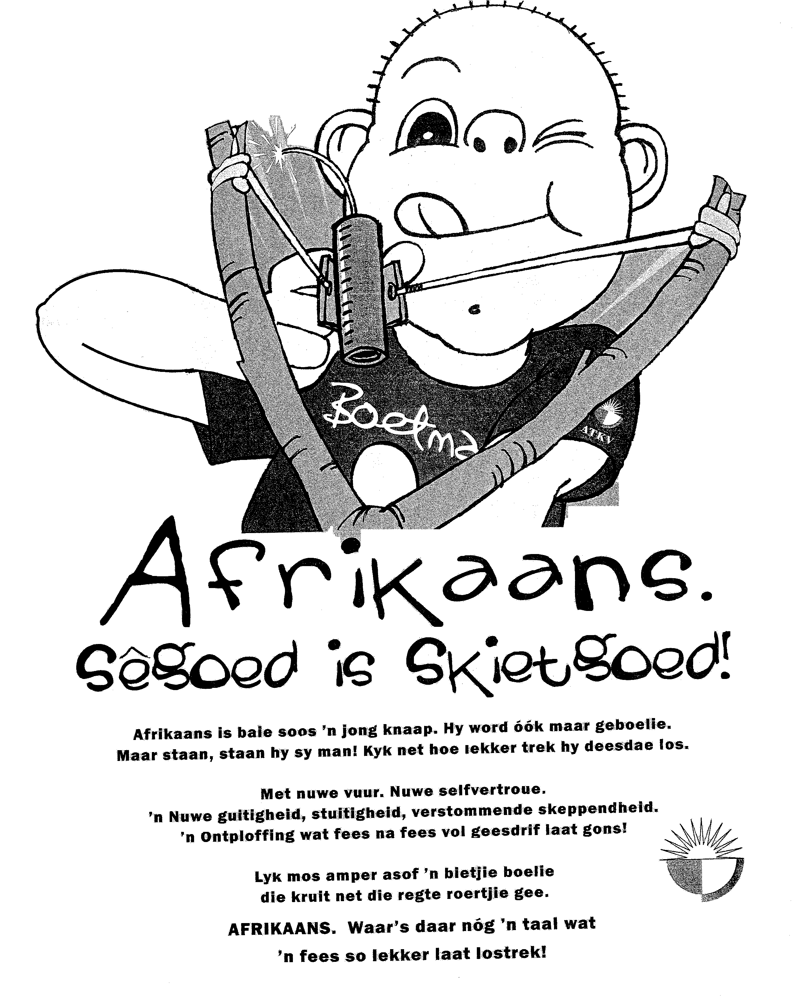 Boetma
ATKV
Afrikaans.
Sêgoed is Skietgoed!
Afrikaans is baie soos 'n jong knaap. Hy word óók maar geboelie.
Maar staan, staan hy sy man! Kyk net hoe lekker trek hy deesdae los.
Met nuwe vuur. Nuwe selfvertroue.
'n Nuwe guitigheid, stuitigheid, verstommende skeppendheid.
'n Ontploffing wat fees na fees vol geesdrif laat gons!
Lyk mos amper asof 'n bietjie boelie
die kruit net die regte roertjie gee.
AFRIKAANS. Waar's daar nóg 'n taal wat
'n fees so lekker laat lostrek!